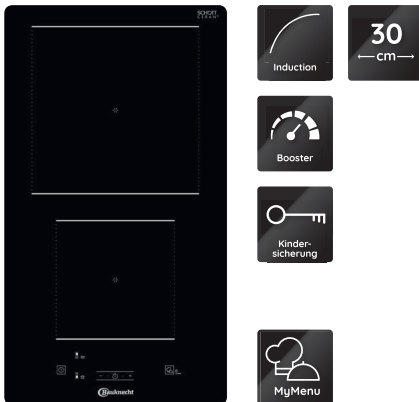 SCHOTT
CERAN®
Bauknecht
Induction
30
cm
Booster
Kinder-
sicherung
MyMenu